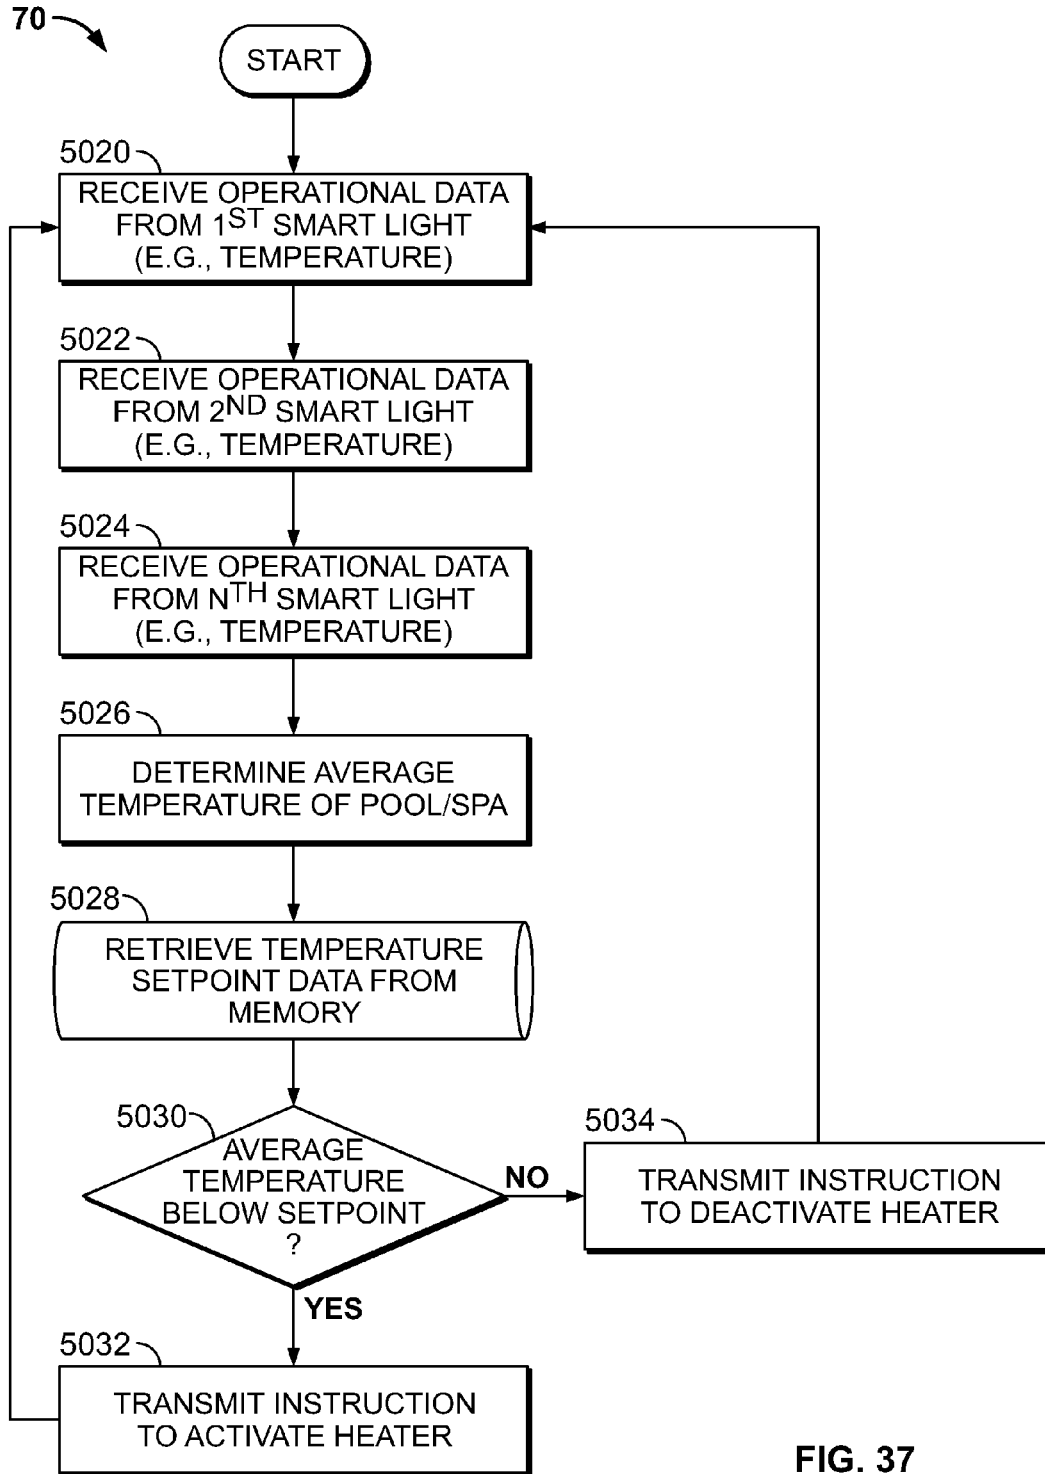 70
START
5020
RECEIVE OPERATIONAL DATA
FROM 1ST SMART LIGHT
(E.G., TEMPERATURE)
5022
RECEIVE OPERATIONAL DATA
FROM 2ND SMART LIGHT
(E.G., TEMPERATURE)
5024
RECEIVE OPERATIONAL DATA
FROM NTH SMART LIGHT
(E.G., TEMPERATURE)
5026
DETERMINE AVERAGE
TEMPERATURE OF POOL/SPA
5028
RETRIEVE TEMPERATURE
SETPOINT DATA FROM
MEMORY
5030
AVERAGE
TEMPERATURE
BELOW SETPOINT
?
NO
5034
TRANSMIT INSTRUCTION
TO DEACTIVATE HEATER
YES
5032
TRANSMIT INSTRUCTION
TO ACTIVATE HEATER
FIG. 37